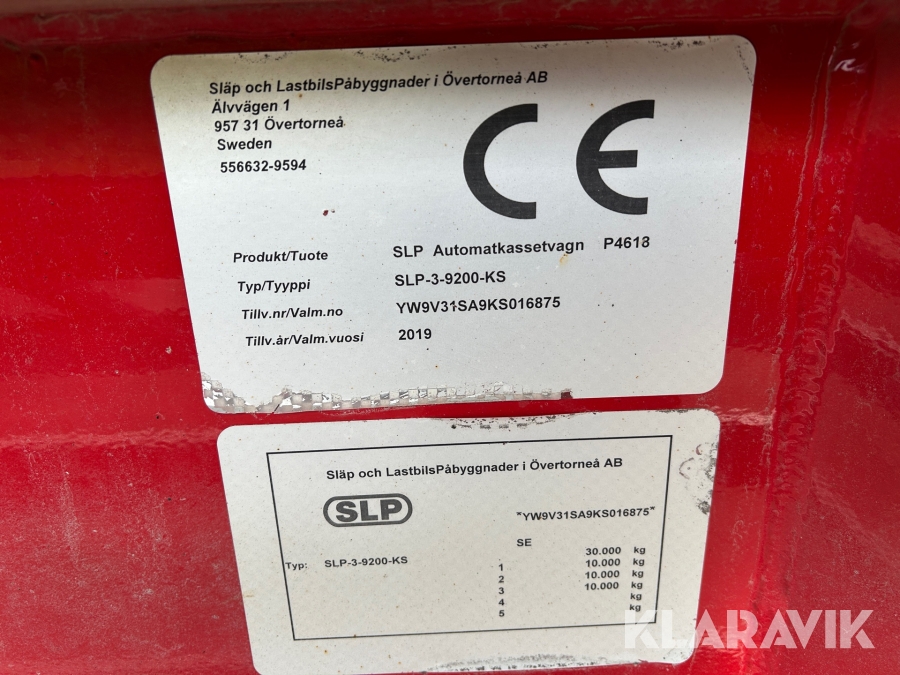 Släp och LastbilsPåbyggnader i Övertorneå AB
Älvvägen 1
957 31 Övertorneå
Sweden
556632-9594
CE
Produkt/Tuote SLP Automatkassetvagn P4618
Typ/Tyyppi SLP-3-9200-KS
Tillv.nr/Valm.no YW9V31SA9KS016875
Tillv.år/Valm.vuosi 2019
Släp och LastbilsPåbyggnader i Övertorneå AB
SLP
*YW9V31SA9KS016875*
SE 30.000 kg
Typ: SLP-3-9200-KS 1 10.000 kg
2 10.000 kg
3 10.000 kg
4 kg
5 kg
KLARAVIK